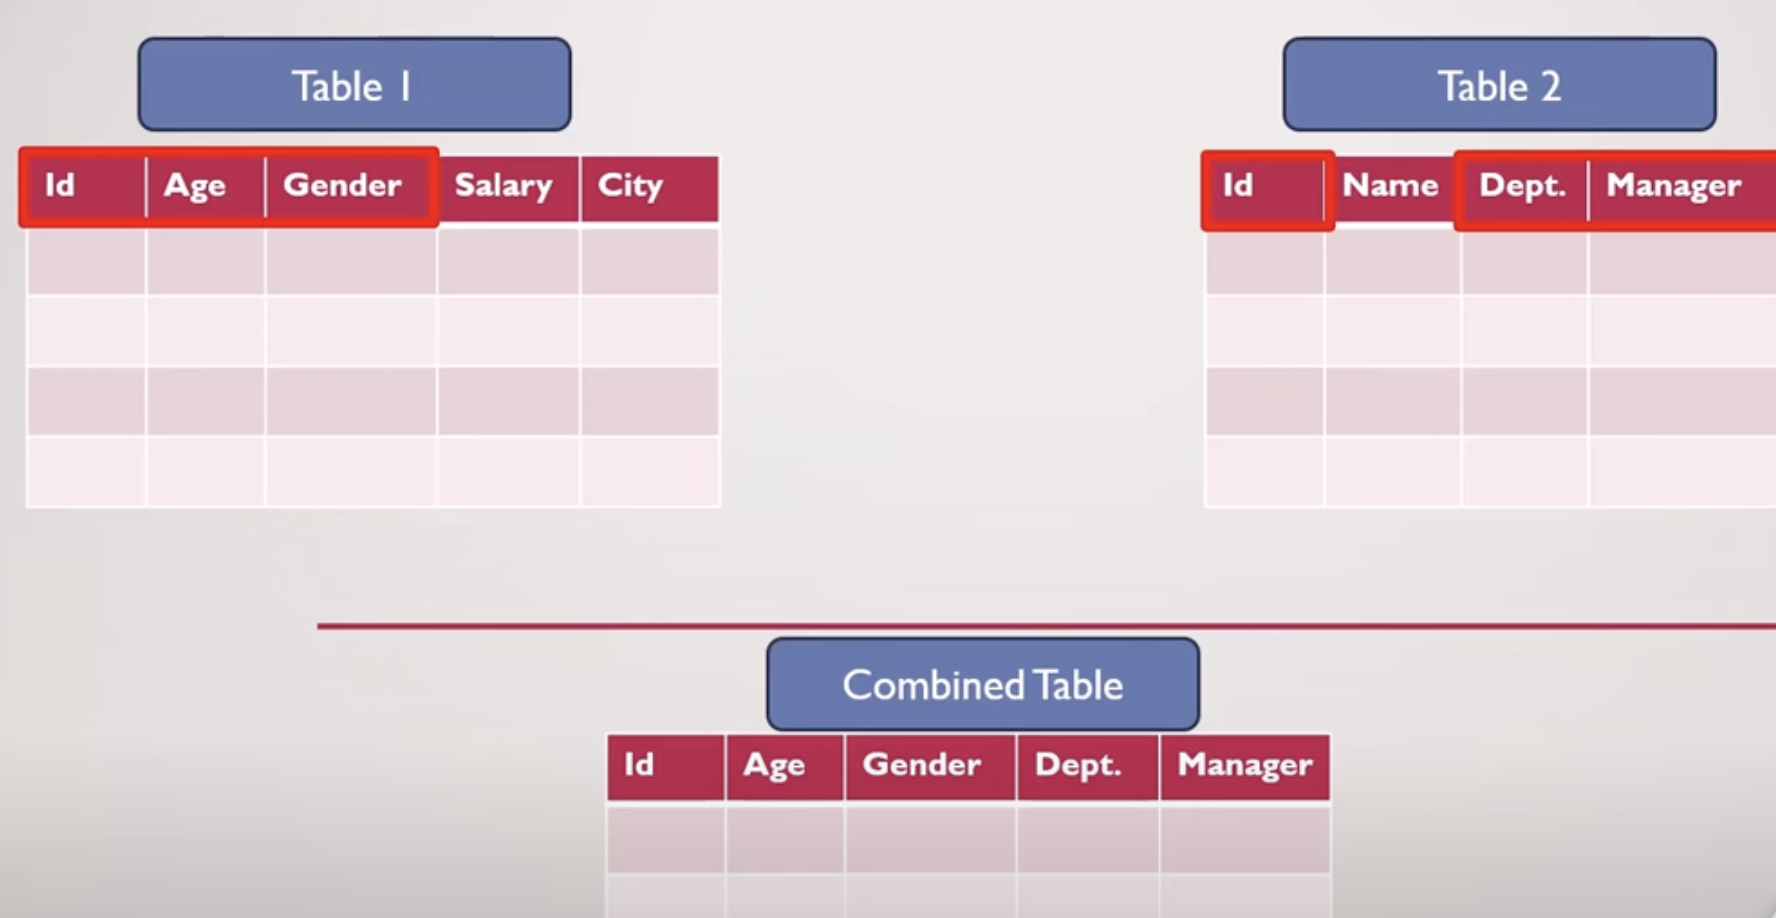 Table 1
Table 2
Id Age Gender Salary City
Id Name Dept. Manager
Combined Table
Id Age Gender Dept. Manager